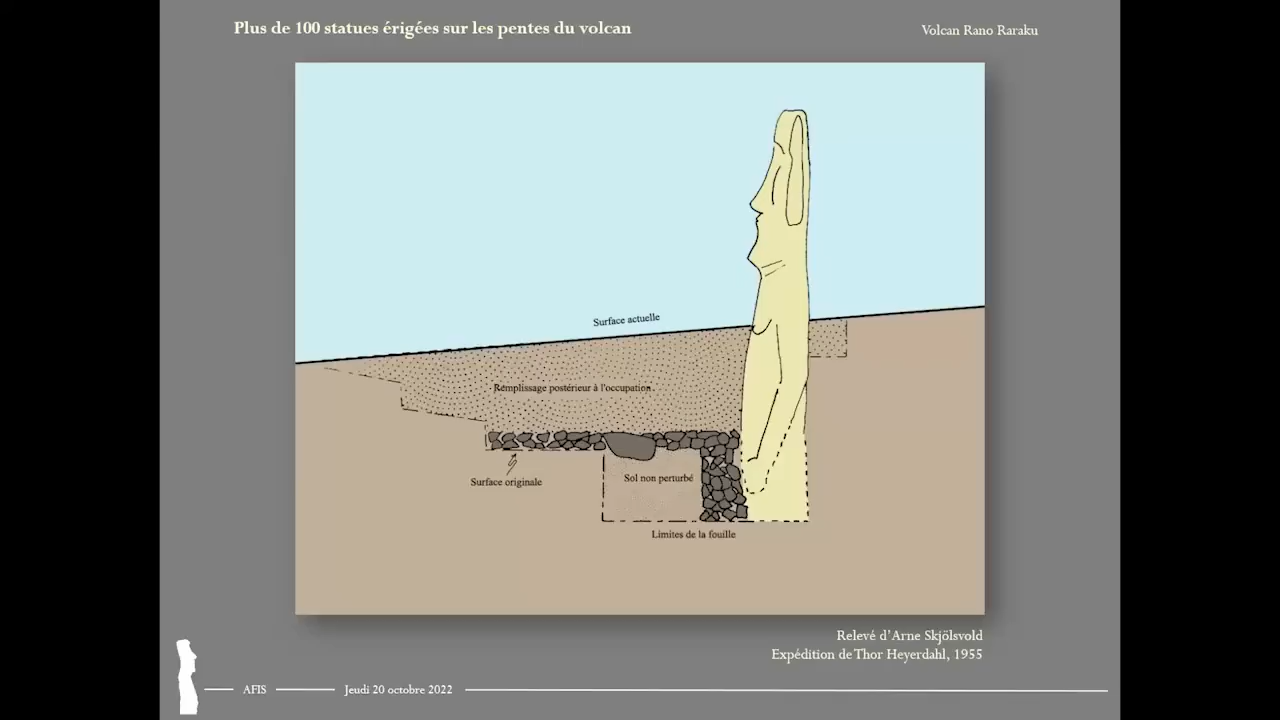 Plus de 100 statues érigées sur les pentes du volcan
Volcan Rano Raraku
Surface actuelle
Remplissage postérieur à l'occupation
Surface originale
Sol non perturbé
Limites de la fouille
Relevé d'Arne Skjölsvold
Expédition de Thor Heyerdahl, 1955
AFIS
Jeudi 20 octobre 2022